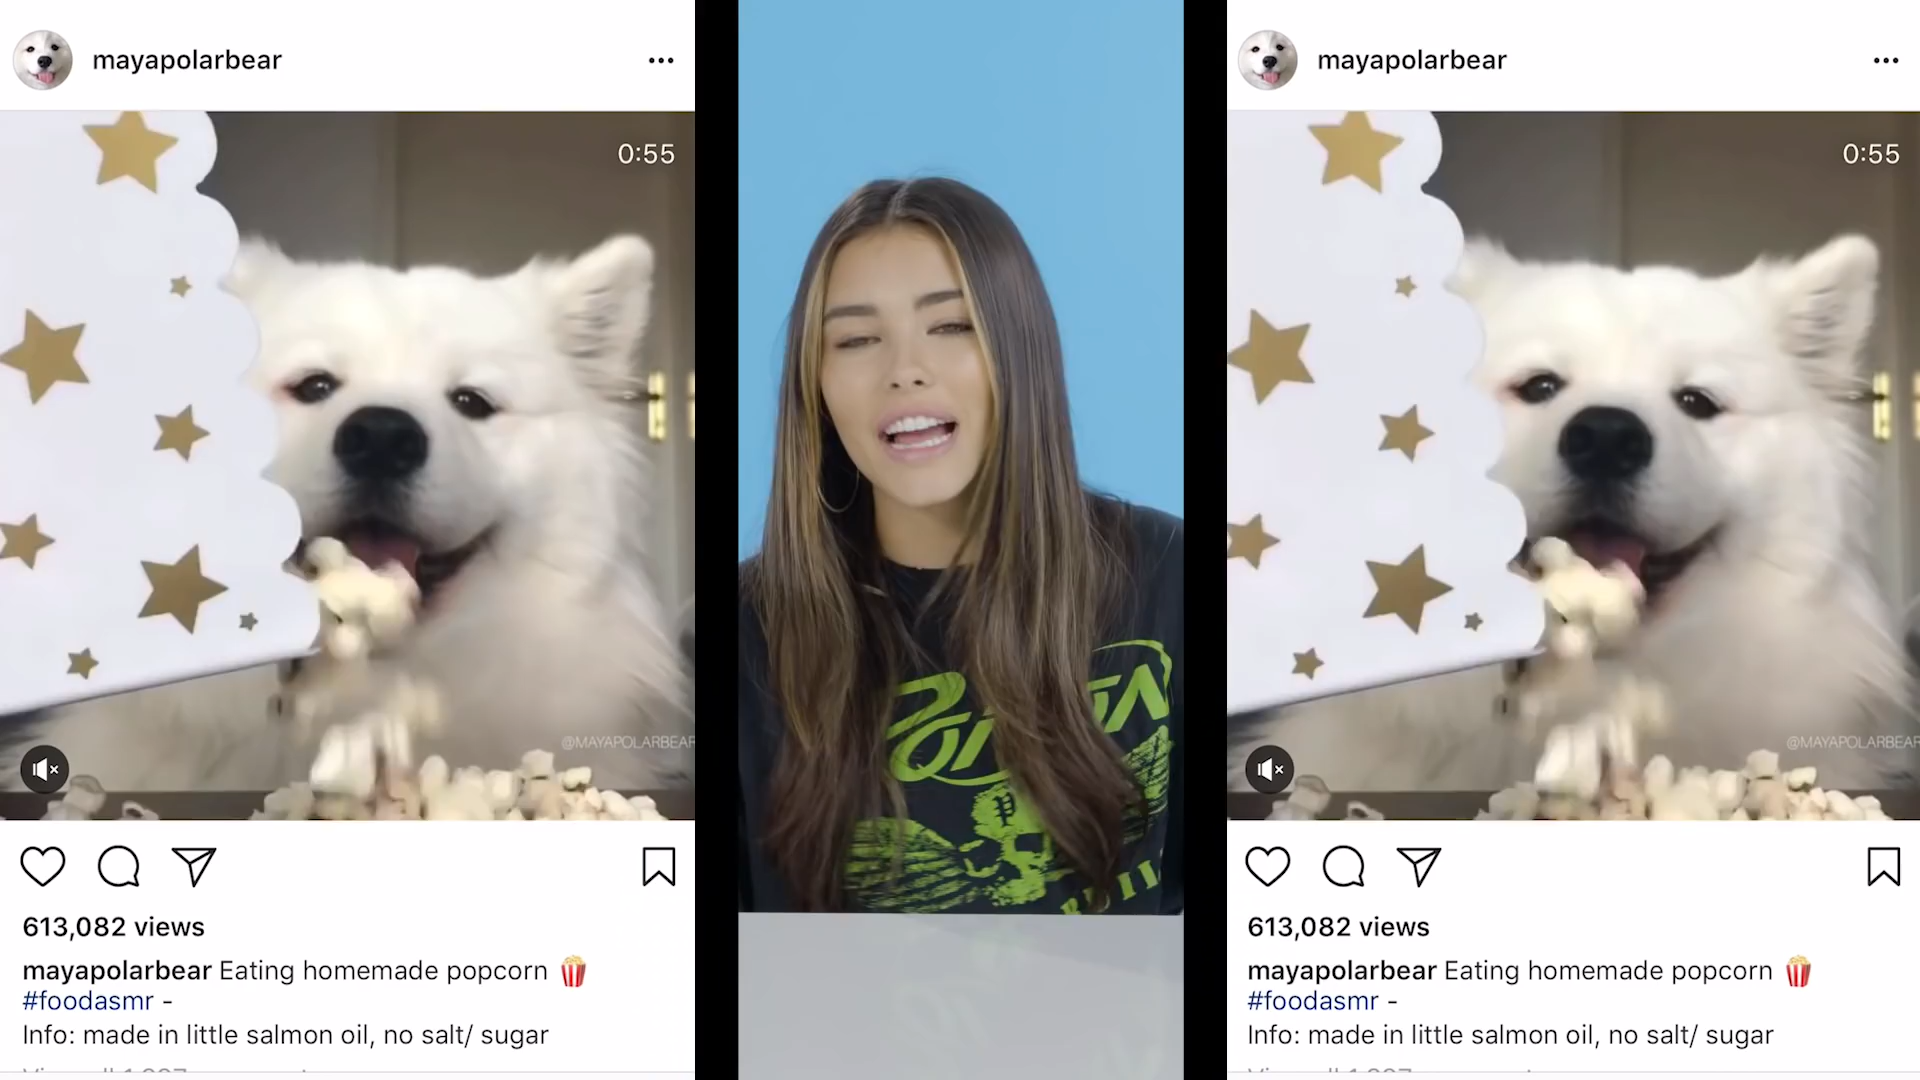 mayapolarbear
0:55
@MAYAPOLARBEAR
613,082 views
mayapolarbear Eating homemade popcorn 🍿
#foodasmr -
Info: made in little salmon oil, no salt/ sugar
mayapolarbear
0:55
@MAYAPOLARBEAR
613,082 views
mayapolarbear Eating homemade popcorn 🍿
#foodasmr -
Info: made in little salmon oil, no salt/ sugar